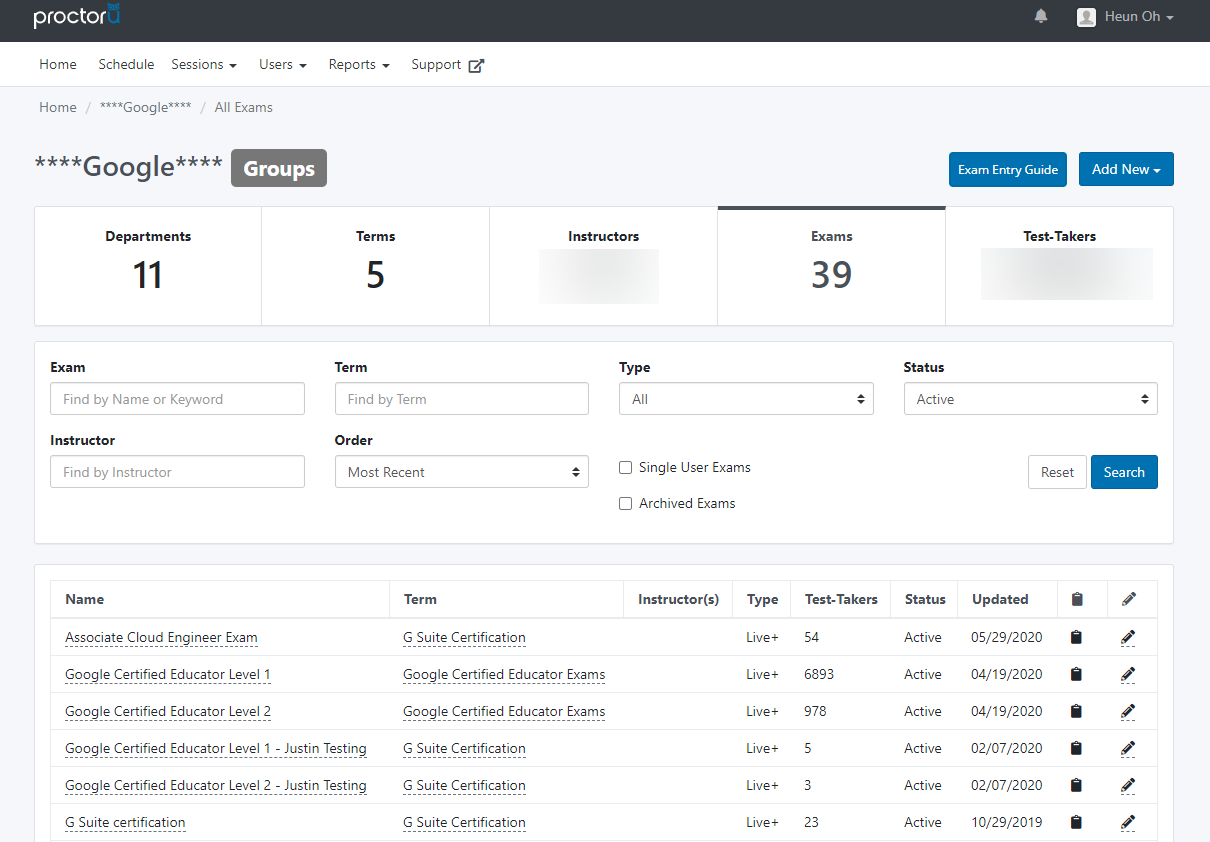 proctorU
Heun Oh
Home Schedule Sessions Users Reports Support
Home / ****Google**** / All Exams
****Google**** Groups Exam Entry Guide Add New
Departments Terms Instructors Exams Test-Takers
11 5 39
Exam Term Type Status
Find by Name or Keyword Find by Term All Active
Instructor Order
Find by Instructor Most Recent Single User Exams Reset Search
Archived Exams
Name Term Instructor(s) Type Test-Takers Status Updated
Associate Cloud Engineer Exam G Suite Certification Live+ 54 Active 05/29/2020
Google Certified Educator Level 1 Google Certified Educator Exams Live+ 6893 Active 04/19/2020
Google Certified Educator Level 2 Google Certified Educator Exams Live+ 978 Active 04/19/2020
Google Certified Educator Level 1 - Justin Testing G Suite Certification Live+ 5 Active 02/07/2020
Google Certified Educator Level 2 - Justin Testing G Suite Certification Live+ 3 Active 02/07/2020
G Suite certification G Suite Certification Live+ 23 Active 10/29/2019